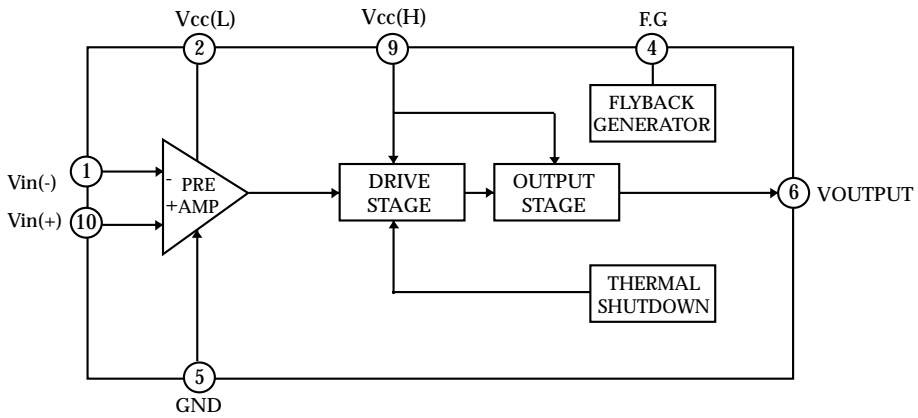 Vcc(L)
Vcc(H)
F.G
2
9
4
FLYBACK
GENERATOR
1
Vin(-)
-
PRE
+AMP
Vin(+)
10
DRIVE
STAGE
OUTPUT
STAGE
6
VOUTPUT
THERMAL
SHUTDOWN
5
GND